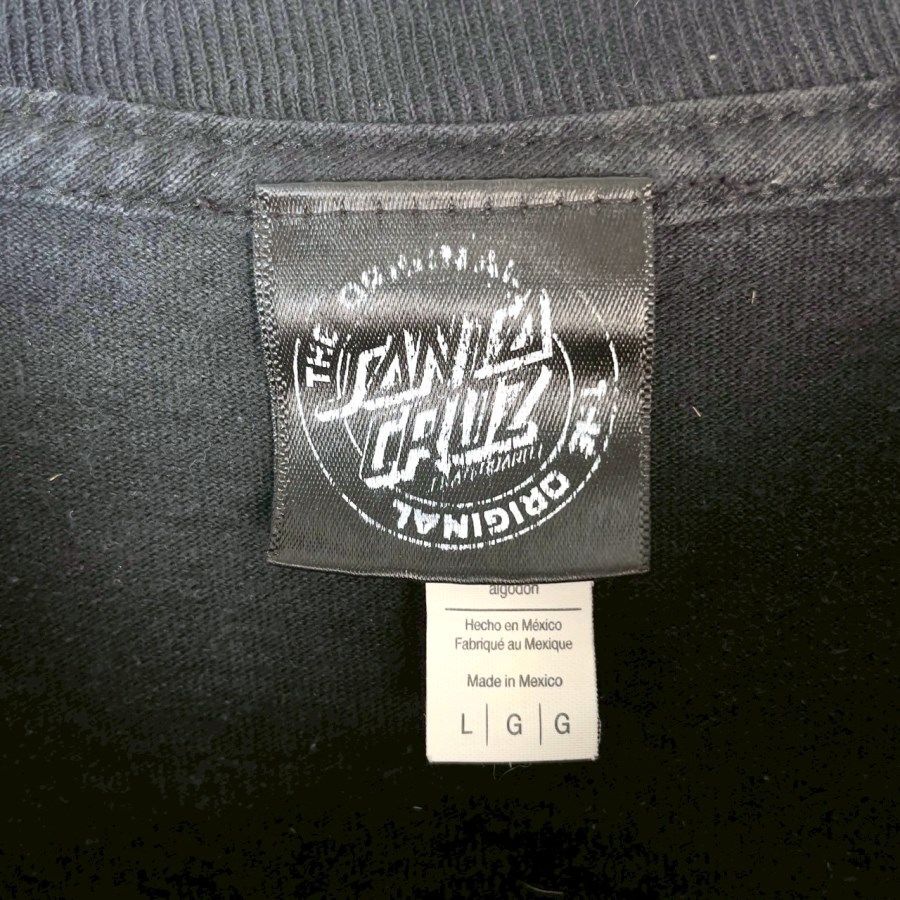 THE ORIGINAL
SANTA
CRUZ
THE ORIGINAL
algodón
Hecho en México
Fabriqué au Mexique
Made in Mexico
L | G | G